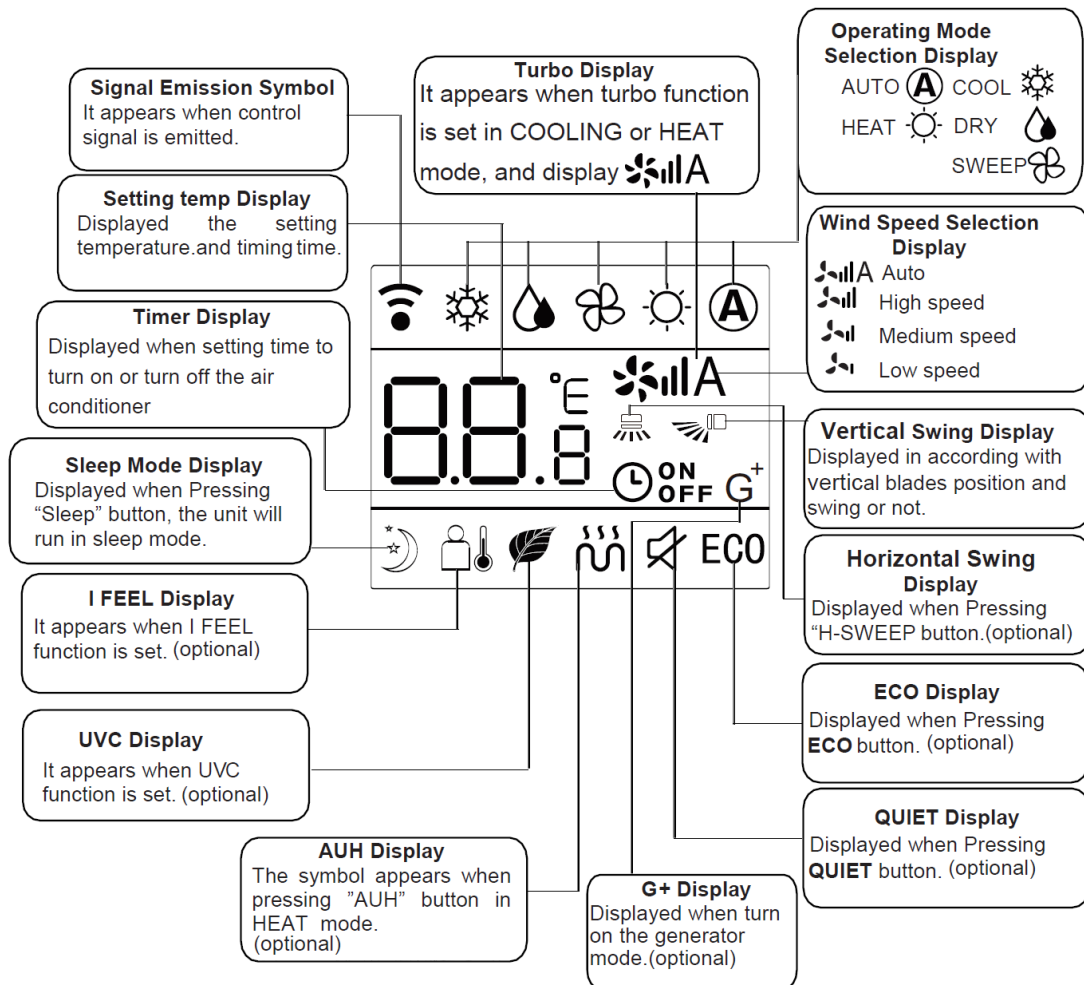 Operating Mode
Selection Display
AUTO A COOL
HEAT DRY
SWEEP
Turbo Display
It appears when turbo function
is set in COOLING or HEAT
mode, and display A
Signal Emission Symbol
It appears when control
signal is emitted.
Setting temp Display
Displayed the setting
temperature.and timing time.
Wind Speed Selection
Display
A Auto
High speed
Medium speed
Low speed
Timer Display
Displayed when setting time to
turn on or turn off the air
conditioner
A
88.8 °E
A
ON
OFF
G+
ECO
Vertical Swing Display
Displayed in according with
vertical blades position and
swing or not.
Sleep Mode Display
Displayed when Pressing
“Sleep” button, the unit will
run in sleep mode.
Horizontal Swing
Display
Displayed when Pressing
“H-SWEEP button.(optional)
I FEEL Display
It appears when I FEEL
function is set. (optional)
ECO Display
Displayed when Pressing
ECO button. (optional)
UVC Display
It appears when UVC
function is set. (optional)
QUIET Display
Displayed when Pressing
QUIET button. (optional)
AUH Display
The symbol appears when
pressing ”AUH” button in
HEAT mode.
(optional)
G+ Display
Displayed when turn
on the generator
mode.(optional)